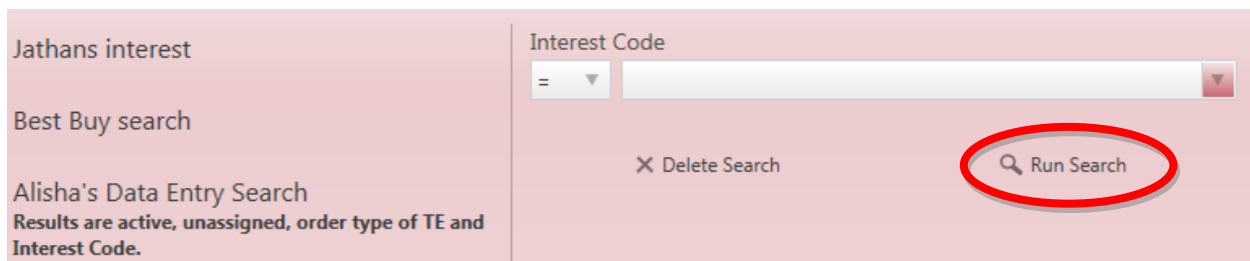 Jathans interest
Best Buy search
Alisha's Data Entry Search
Results are active, unassigned, order type of TE and
Interest Code.
Interest Code
=
Delete Search
Run Search